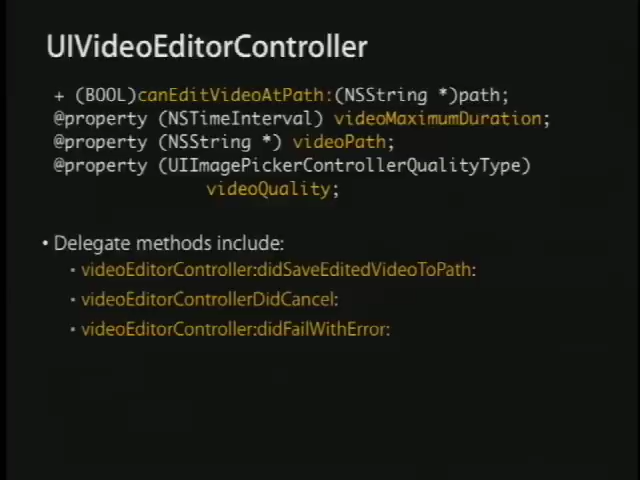 UIVideoEditorController
+ (BOOL)canEditVideoAtPath:(NSString *)path;
@property (NSTimeInterval) videoMaximumDuration;
@property (NSString *) videoPath;
@property (UIImagePickerControllerQualityType)
videoQuality;
• Delegate methods include:
▪ videoEditorController:didSaveEditedVideoToPath:
▪ videoEditorControllerDidCancel:
▪ videoEditorController:didFailWithError: